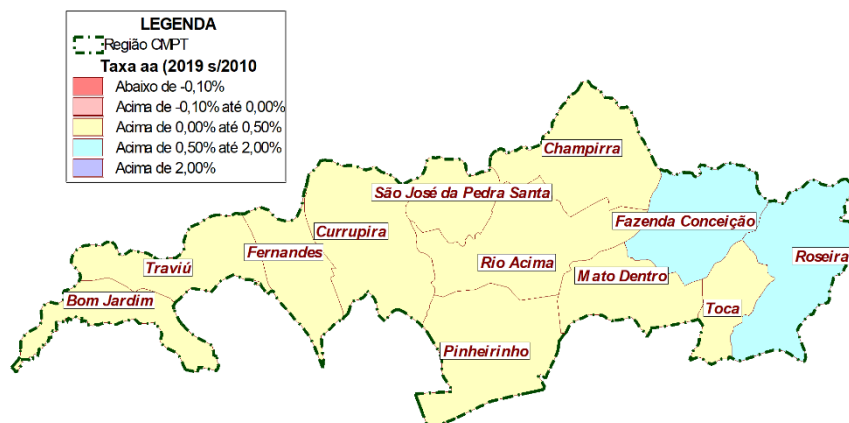 LEGENDA
Região CMPT
Taxa aa (2019 s/2010
Abaixo de -0,10%
Acima de -0,10% até 0,00%
Acima de 0,00% até 0,50%
Acima de 0,50% até 2,00%
Acima de 2,00%
Champirra
São José da Pedra Santa
Fazenda Conceição
Currupira
Fernandes
Roseira
Rio Acima
Traviú
Mato Dentro
Bom Jardim
Toca
Pinheirinho